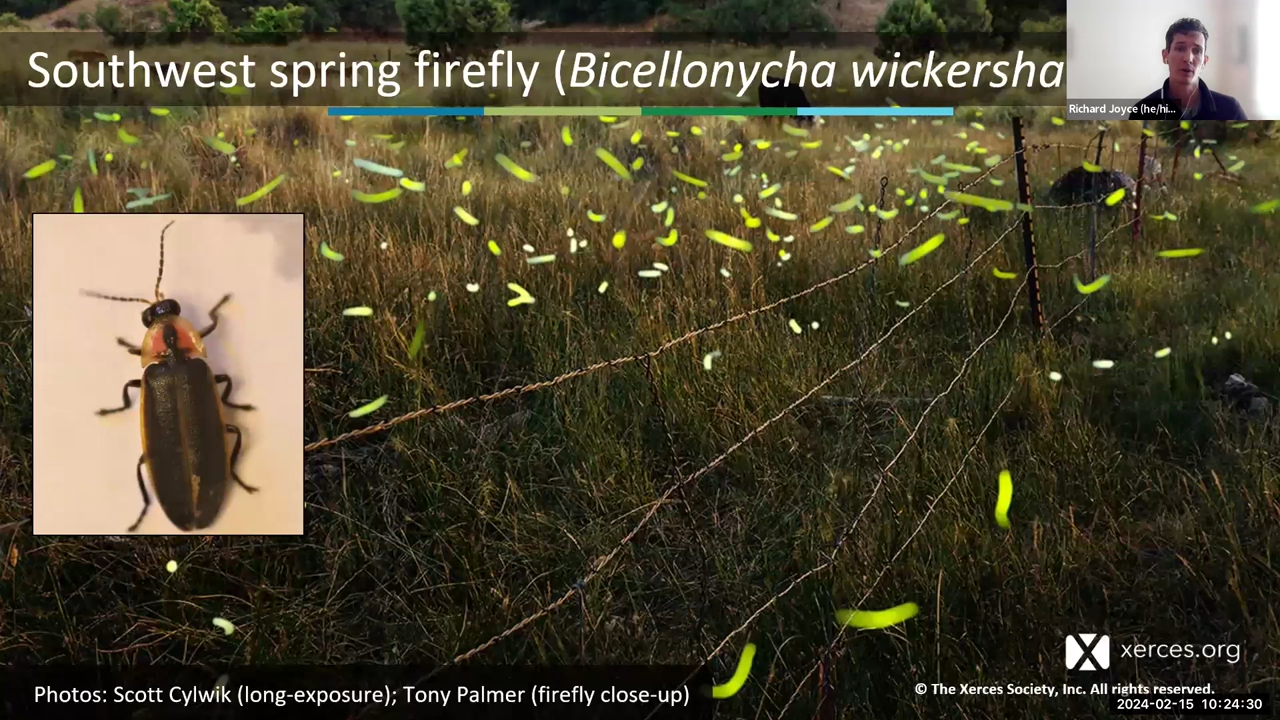 Southwest spring firefly (Bicellonycha wickersha
Richard Joyce (he/hi...
xerces.org
Photos: Scott Cylwik (long-exposure); Tony Palmer (firefly close-up)
© The Xerces Society, Inc. All rights reserved.
2024-02-15 10:24:30